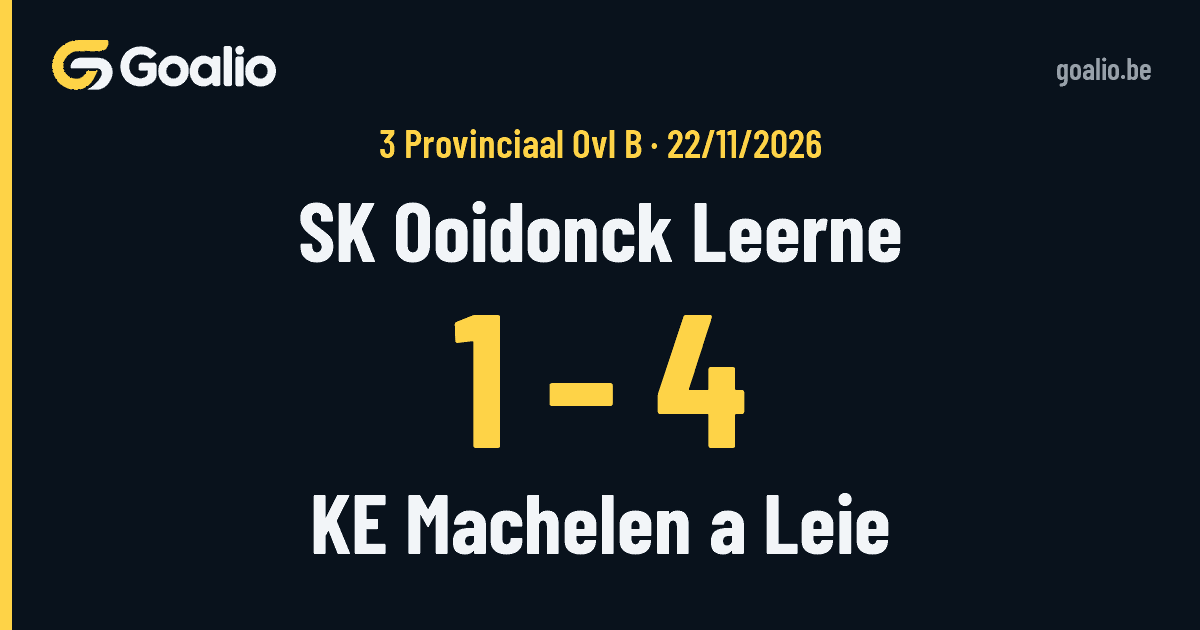 Goalio
goalio.be
3 Provinciaal Ovl B · 22/11/2026
SK Ooidonck Leerne
1 – 4
KE Machelen a Leie